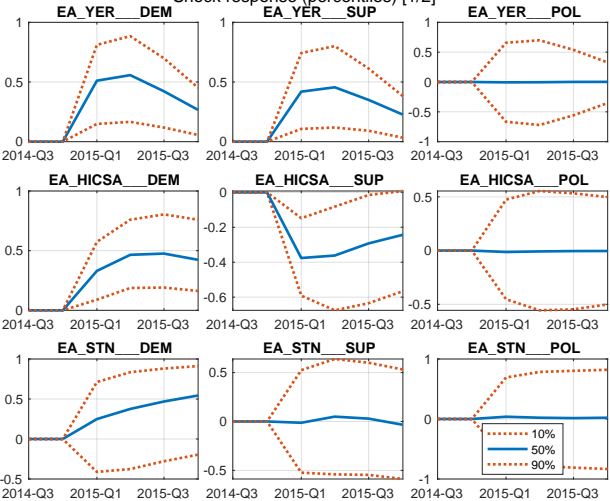 Shock response (percentiles) [1/2]
EA_YER___DEM EA_YER___SUP EA_YER___POL
1 1 1
0.5 0.5 0.5
0
-0.5
0 0 -1
2014-Q3 2015-Q1 2015-Q3 2014-Q3 2015-Q1 2015-Q3 2014-Q3 2015-Q1 2015-Q3
EA_HICSA___DEM EA_HICSA___SUP EA_HICSA___POL
1 0 0.5
0.5 -0.2 0
-0.4
0 -0.6 -0.5
2014-Q3 2015-Q1 2015-Q3 2014-Q3 2015-Q1 2015-Q3 2014-Q3 2015-Q1 2015-Q3
EA_STN___DEM EA_STN___SUP EA_STN___POL
1 0.5 1
0.5 0 0
0 -0.5
-0.5 -1
10%
50%
90%
2014-Q3 2015-Q1 2015-Q3 2014-Q3 2015-Q1 2015-Q3 2014-Q3 2015-Q1 2015-Q3